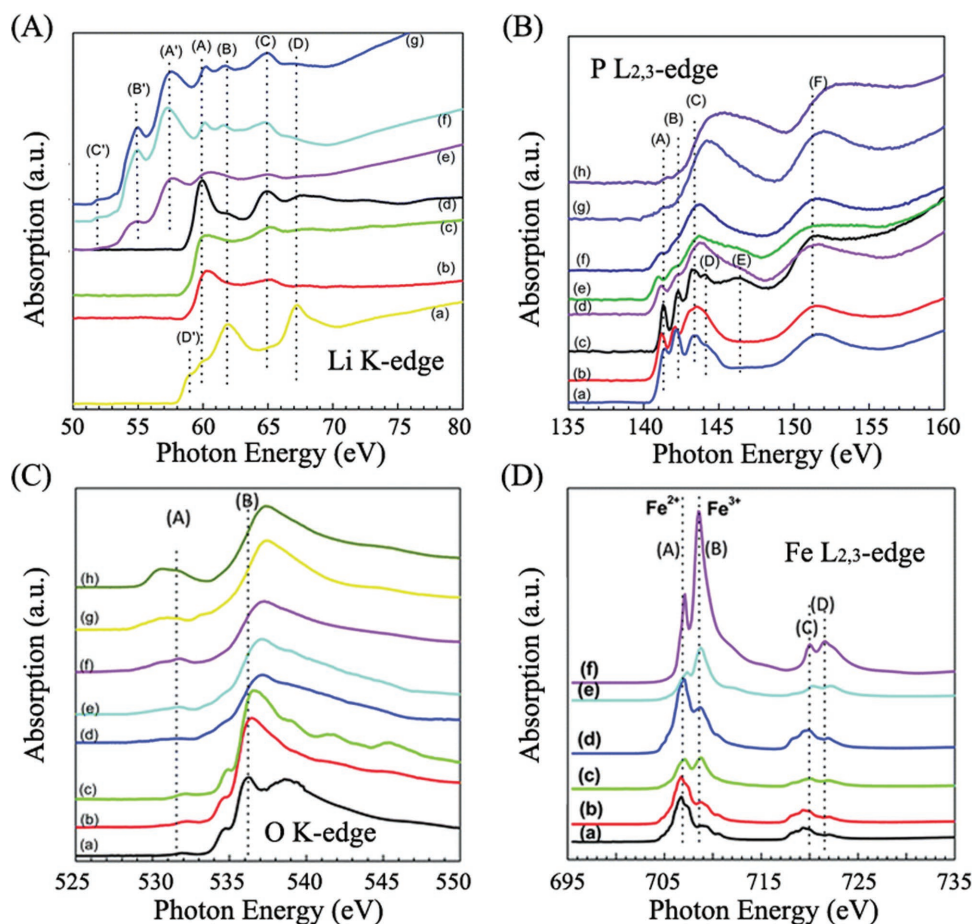 (A)
(C')
(B')
(A')
(A)
(B)
(C)
(D)
(g)
(f)
(e)
(d)
(c)
(b)
(a)
(D')
Li K-edge
Absorption (a.u.)
50 55 60 65 70 75 80
Photon Energy (eV)
(B)
P L2,3-edge
(A)
(B)
(C)
(F)
(h)
(g)
(f)
(e)
(d)
(c)
(b)
(a)
(D)
(E)
Absorption (a.u.)
135 140 145 150 155 160
Photon Energy (eV)
(C)
(A)
(B)
(h)
(g)
(f)
(e)
(d)
(c)
(b)
(a)
O K-edge
Absorption (a.u.)
525 530 535 540 545 550
Photon Energy (eV)
(D)
Fe2+ Fe3+
(A)
(B)
Fe L2,3-edge
(C)
(D)
(f)
(e)
(d)
(c)
(b)
(a)
Absorption (a.u.)
695 705 715 725 735
Photon Energy (eV)